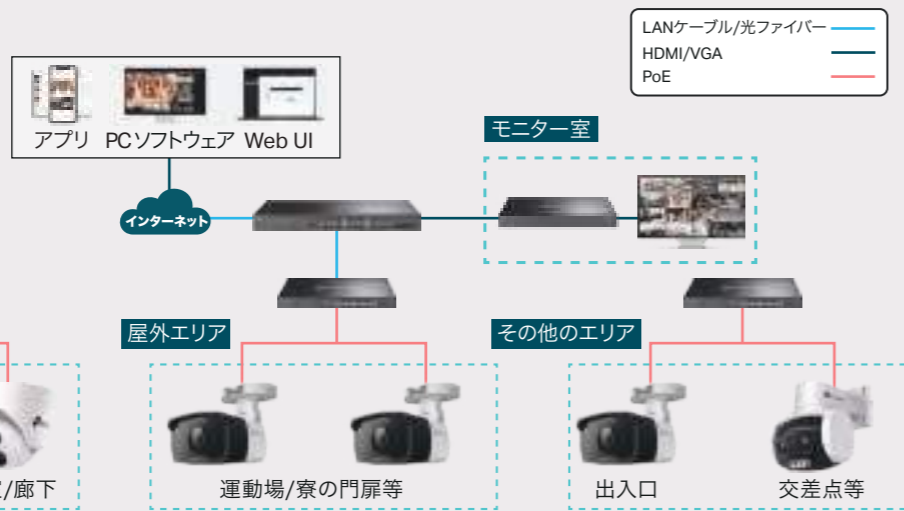 LANケーブル/光ファイバー
HDMI/VGA
PoE
アプリ PCソフトウェア Web UI
モニター室
インターネット
屋外エリア
その他のエリア
/廊下
運動場/寮の門扉等
出入口
交差点等